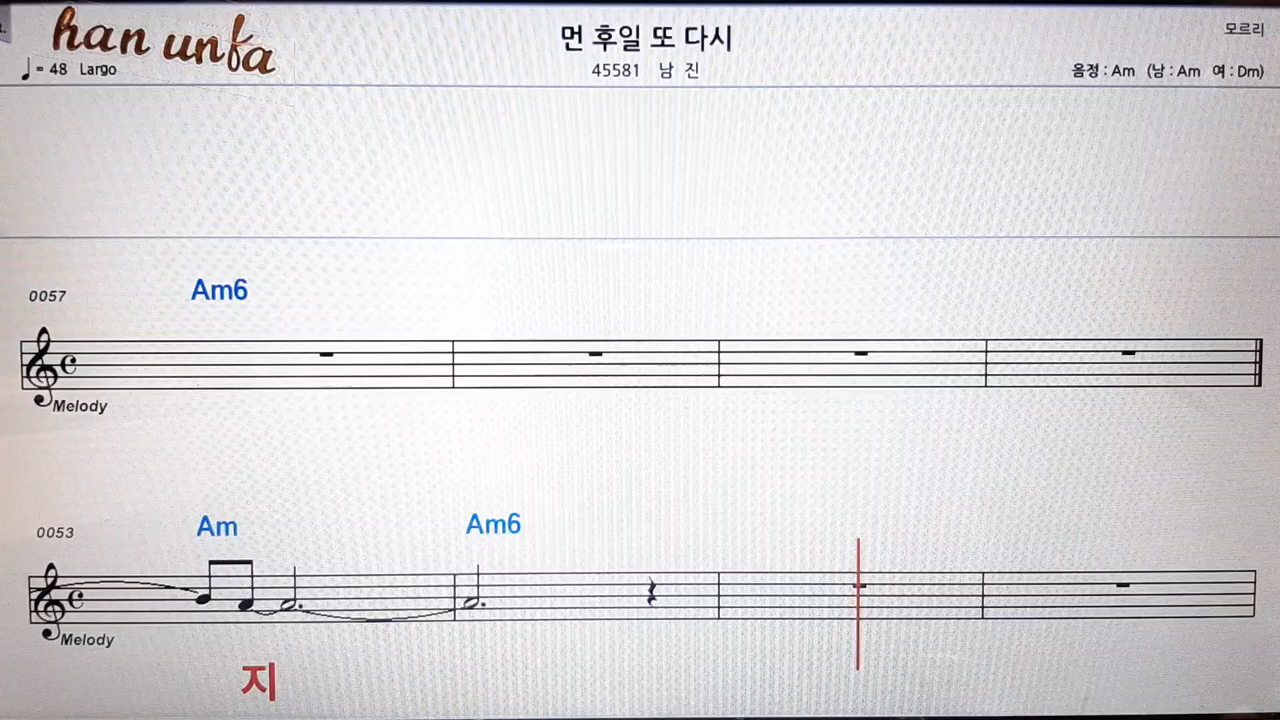 han unfa
먼 후일 또 다시
모르리
♩= 48 Largo
45581 남 진
음정 : Am (남 : Am 여 : Dm)
0057
Am6
Melody
0053
Am
Am6
Melody
지